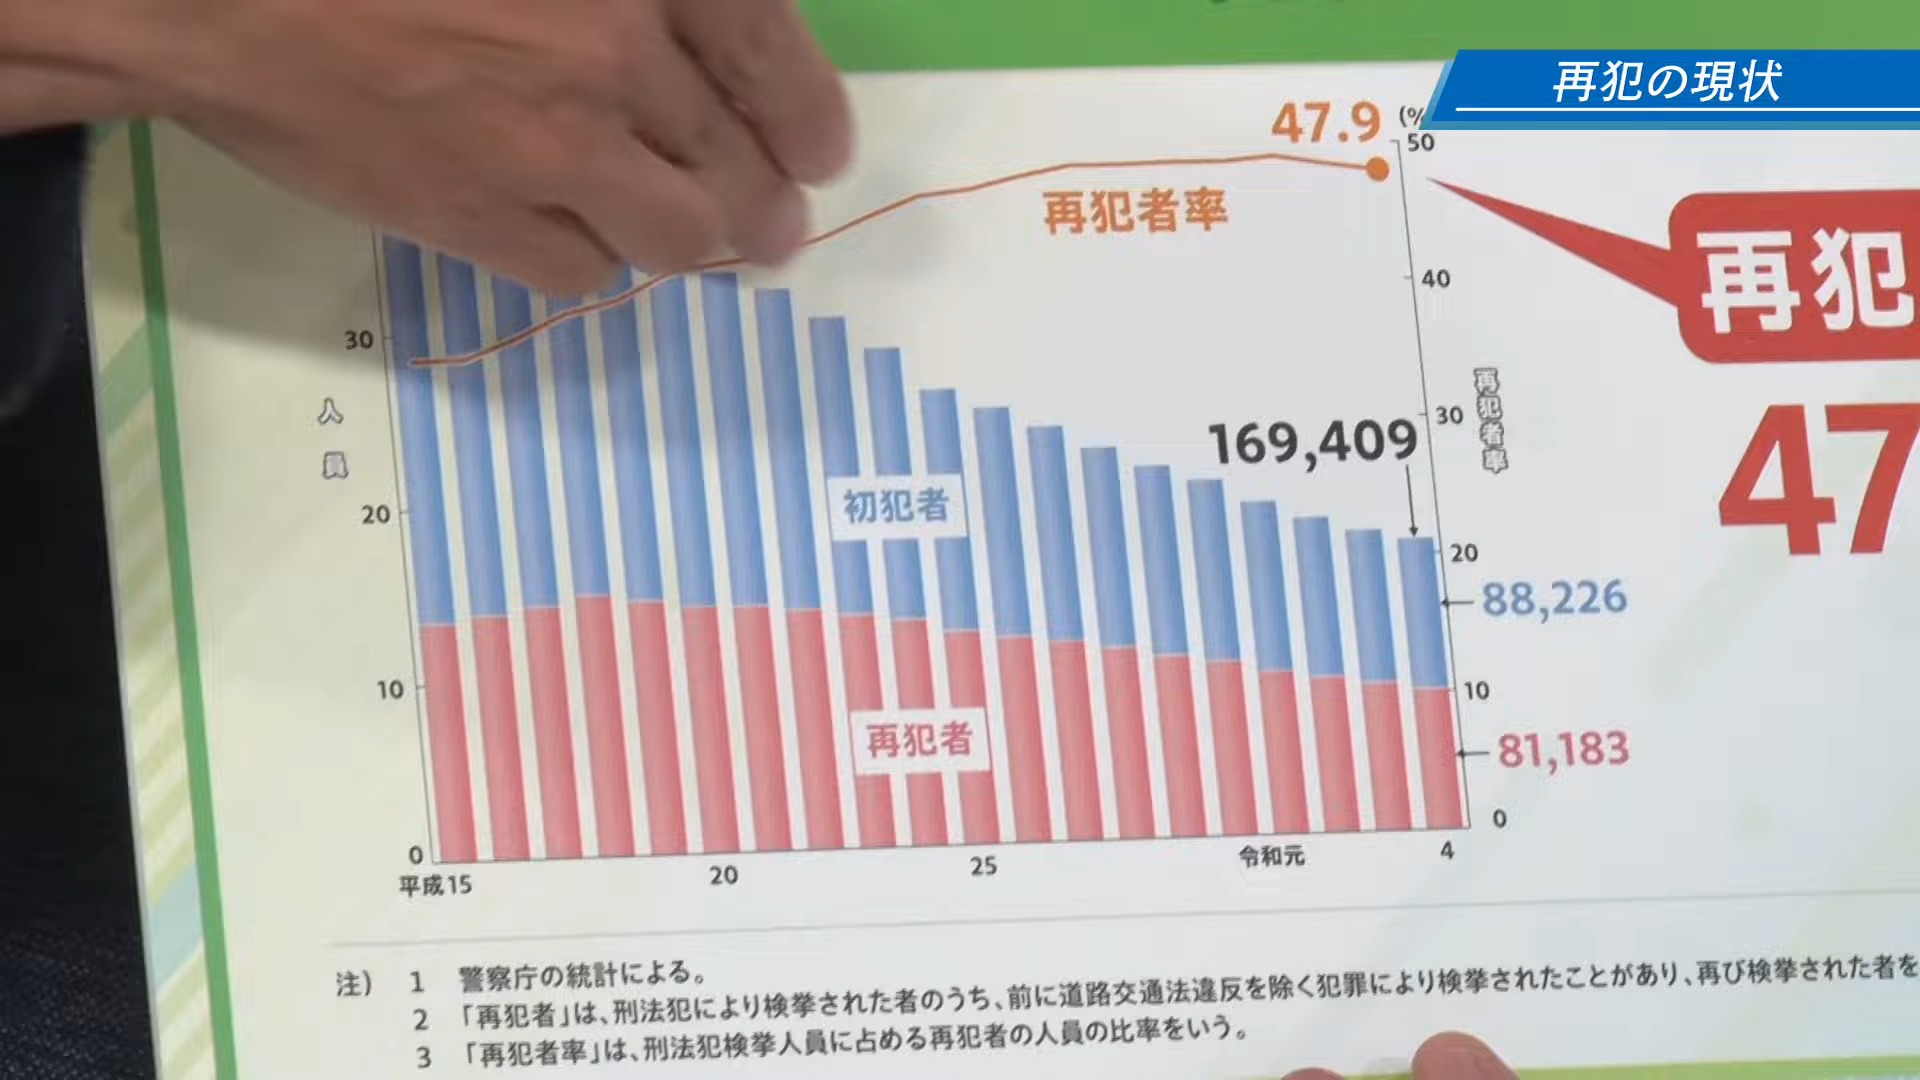 再犯の現状
47.9
(%
50
再犯者率
再犯
40
30
人員
30
再犯者率
169,409
47
初犯者
20
20
88,226
10
10
再犯者
81,183
0
0
平成15
20
25
令和元
4
注) 1 警察庁の統計による。
2 「再犯者」は、刑法犯により検挙された者のうち、前に道路交通法違反を除く犯罪により検挙されたことがあり、再び検挙された者を
3 「再犯者率」は、刑法犯検挙人員に占める再犯者の人員の比率をいう。